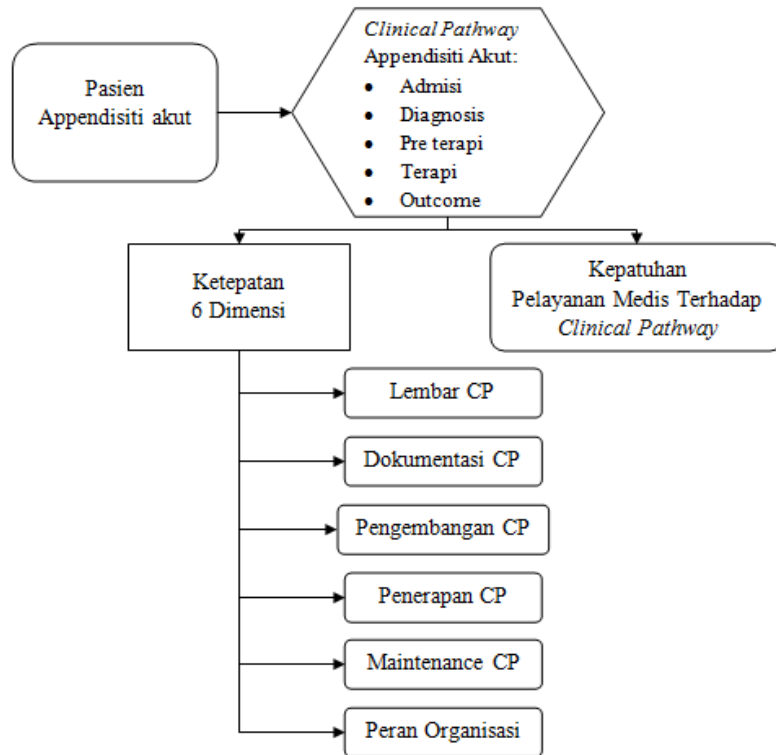 Pasien
Appendisiti akut
Clinical Pathway
Appendisiti Akut:
• Admisi
• Diagnosis
• Pre terapi
• Terapi
• Outcome
Ketepatan
6 Dimensi
Kepatuhan
Pelayanan Medis Terhadap
Clinical Pathway
Lembar CP
Dokumentasi CP
Pengembangan CP
Penerapan CP
Maintenance CP
Peran Organisasi